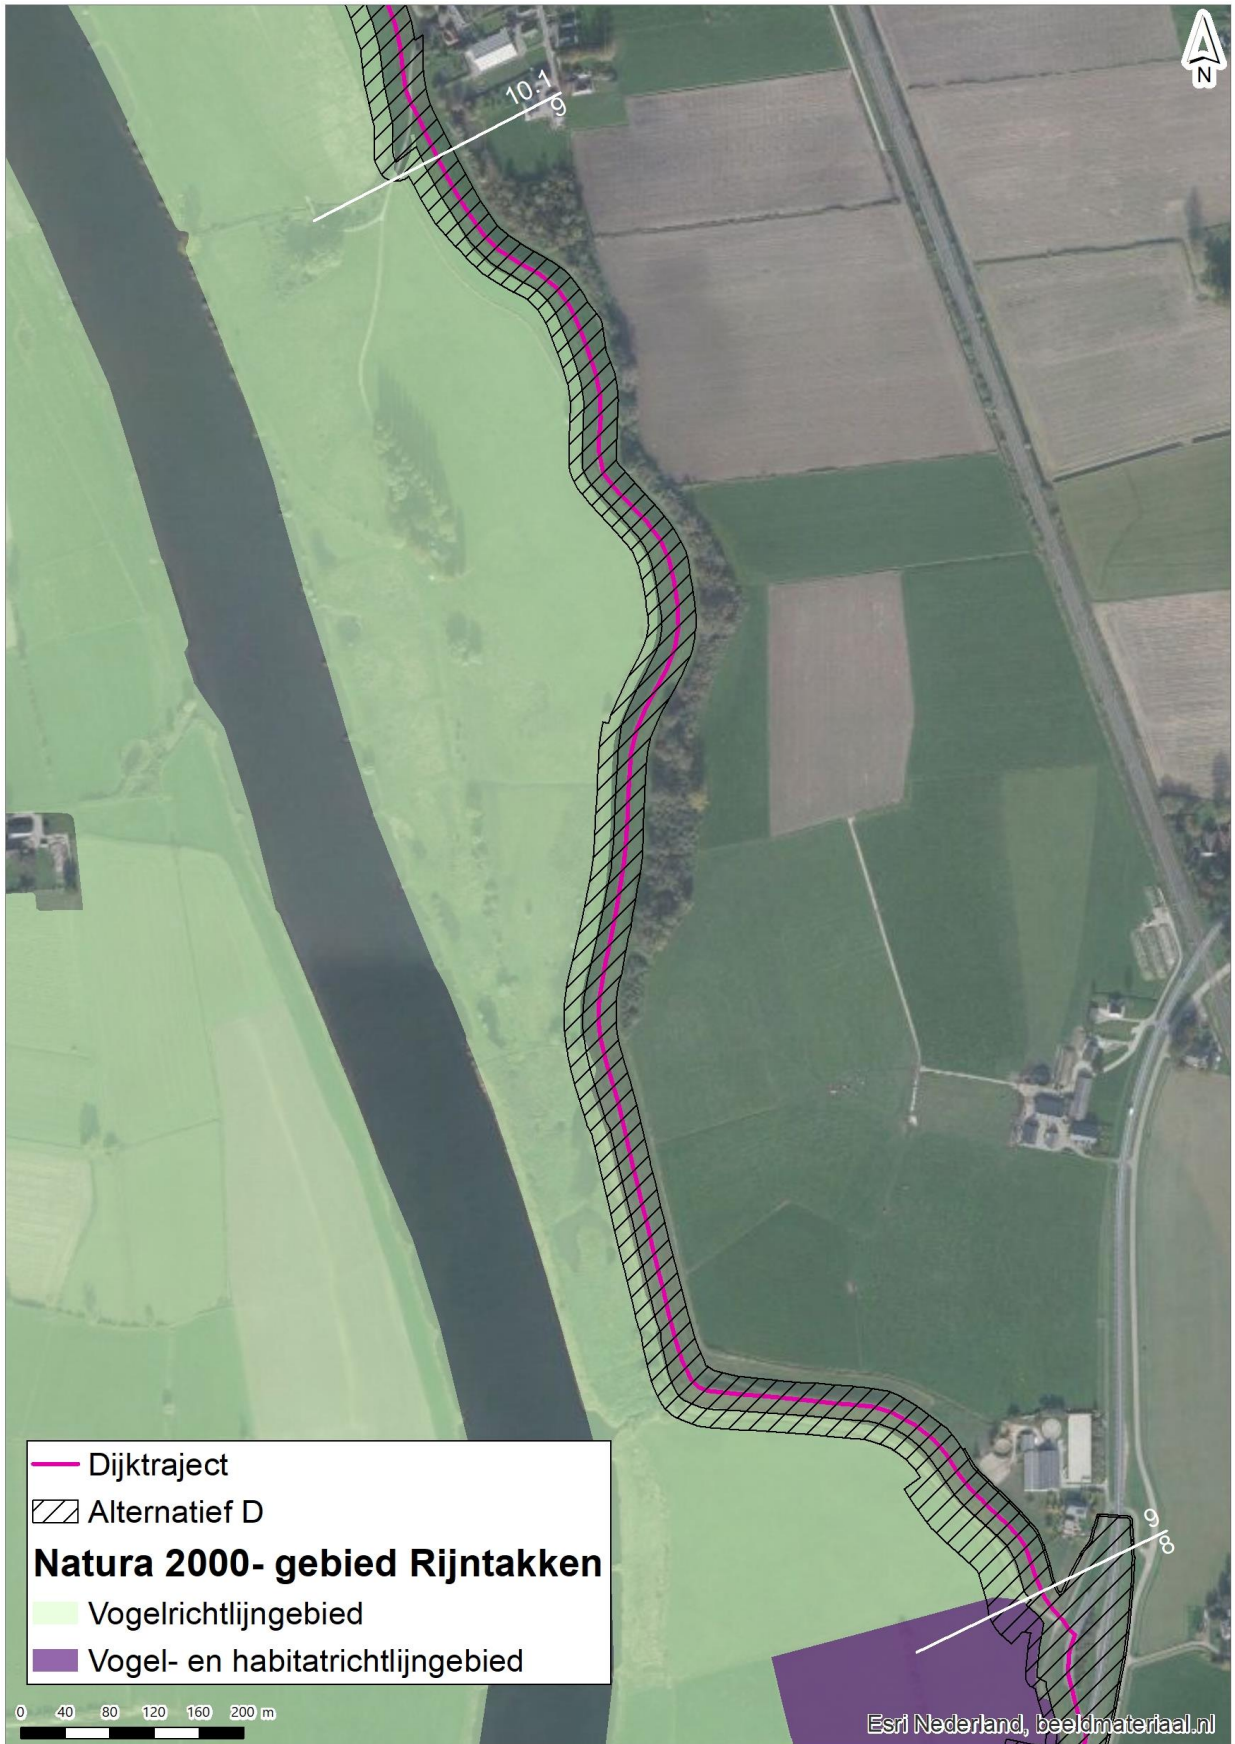 N
10.1
9
9
8
Dijktraject
Alternatief D
Natura 2000- gebied Rijntakken
Vogelrichtlijngebied
Vogel- en habitatrichtlijngebied
0 40 80 120 160 200 m
Esri Nederland, beeldmateriaal.nl